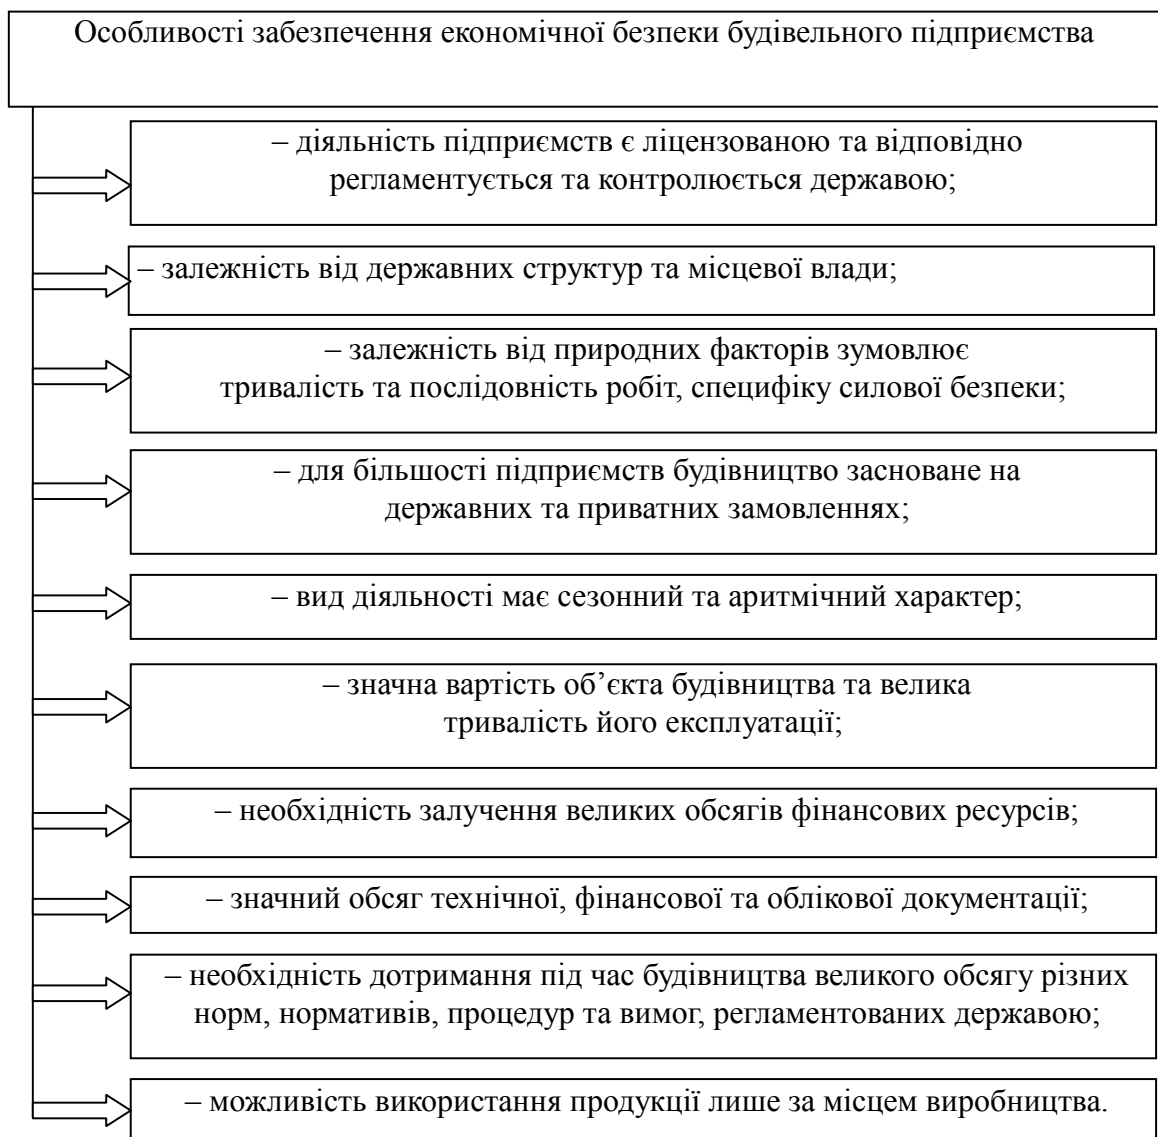 Особливості забезпечення економічної безпеки будівельного підприємства
– діяльність підприємств є ліцензованою та відповідно
регламентується та контролюється державою;
– залежність від державних структур та місцевої влади;
– залежність від природних факторів зумовлює
тривалість та послідовність робіт, специфіку силової безпеки;
– для більшості підприємств будівництво засноване на
державних та приватних замовленнях;
– вид діяльності має сезонний та аритмічний характер;
– значна вартість об’єкта будівництва та велика
тривалість його експлуатації;
– необхідність залучення великих обсягів фінансових ресурсів;
– значний обсяг технічної, фінансової та облікової документації;
– необхідність дотримання під час будівництва великого обсягу різних
норм, нормативів, процедур та вимог, регламентованих державою;
– можливість використання продукції лише за місцем виробництва.